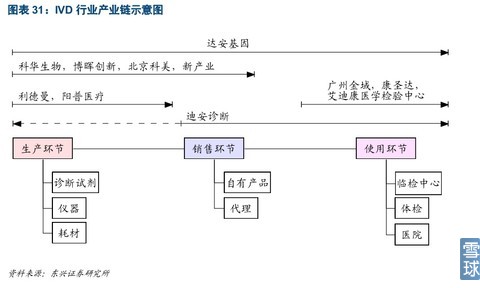 图表 31：IVD 行业产业链示意图
达安基因
科华生物，博晖创新，北京科美，新产业
广州金域，康圣达，
艾迪康医学检验中心
利德曼，阳普医疗
迪安诊断
生产环节
销售环节
使用环节
诊断试剂
自有产品
临检中心
仪器
代理
体检
耗材
医院
资料来源：东兴证券研究所
雪球